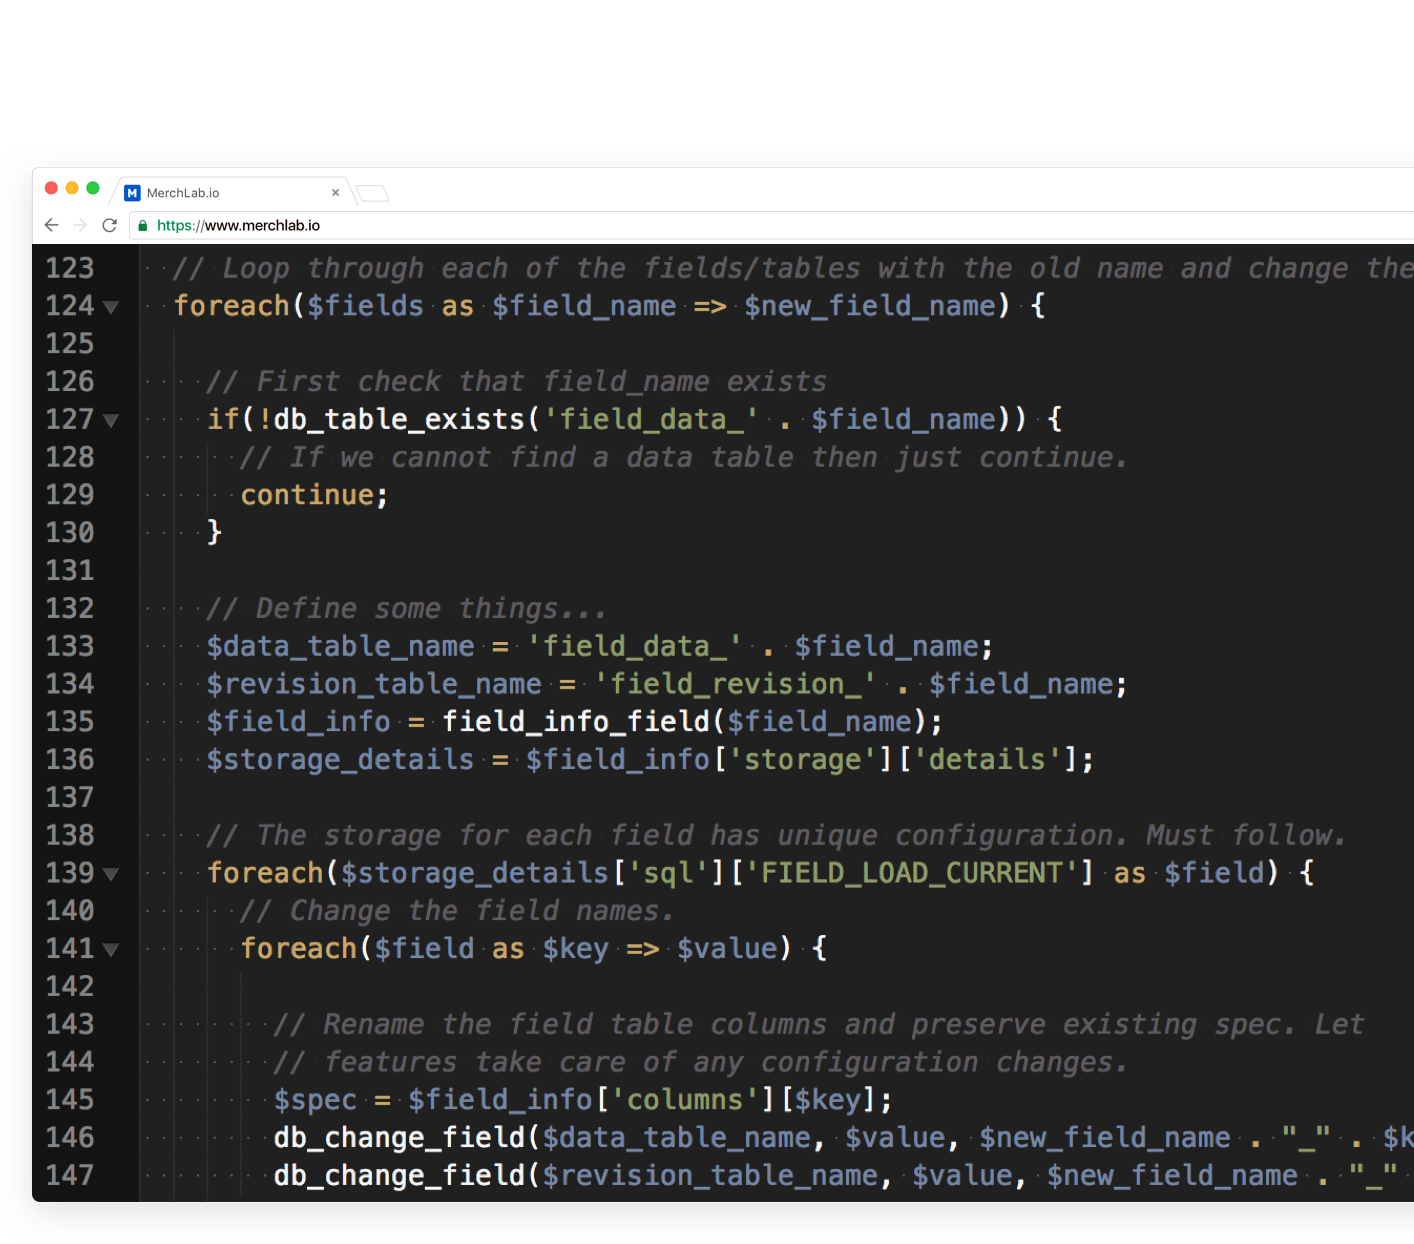 MerchLab.io ×
https://www.merchlab.io
123 // Loop through each of the fields/tables with the old name and change the
124 foreach($fields as $field_name => $new_field_name) {
125
126 // First check that field_name exists
127 if(!db_table_exists('field_data_' . $field_name)) {
128 // If we cannot find a data table then just continue.
129 continue;
130 }
131
132 // Define some things...
133 $data_table_name = 'field_data_' . $field_name;
134 $revision_table_name = 'field_revision_' . $field_name;
135 $field_info = field_info_field($field_name);
136 $storage_details = $field_info['storage']['details'];
137
138 // The storage for each field has unique configuration. Must follow.
139 foreach($storage_details['sql']['FIELD_LOAD_CURRENT'] as $field) {
140 // Change the field names.
141 foreach($field as $key => $value) {
142
143 // Rename the field table columns and preserve existing spec. Let
144 // features take care of any configuration changes.
145 $spec = $field_info['columns'][$key];
146 db_change_field($data_table_name, $value, $new_field_name . "_" . $k
147 db_change_field($revision_table_name, $value, $new_field_name . "_"